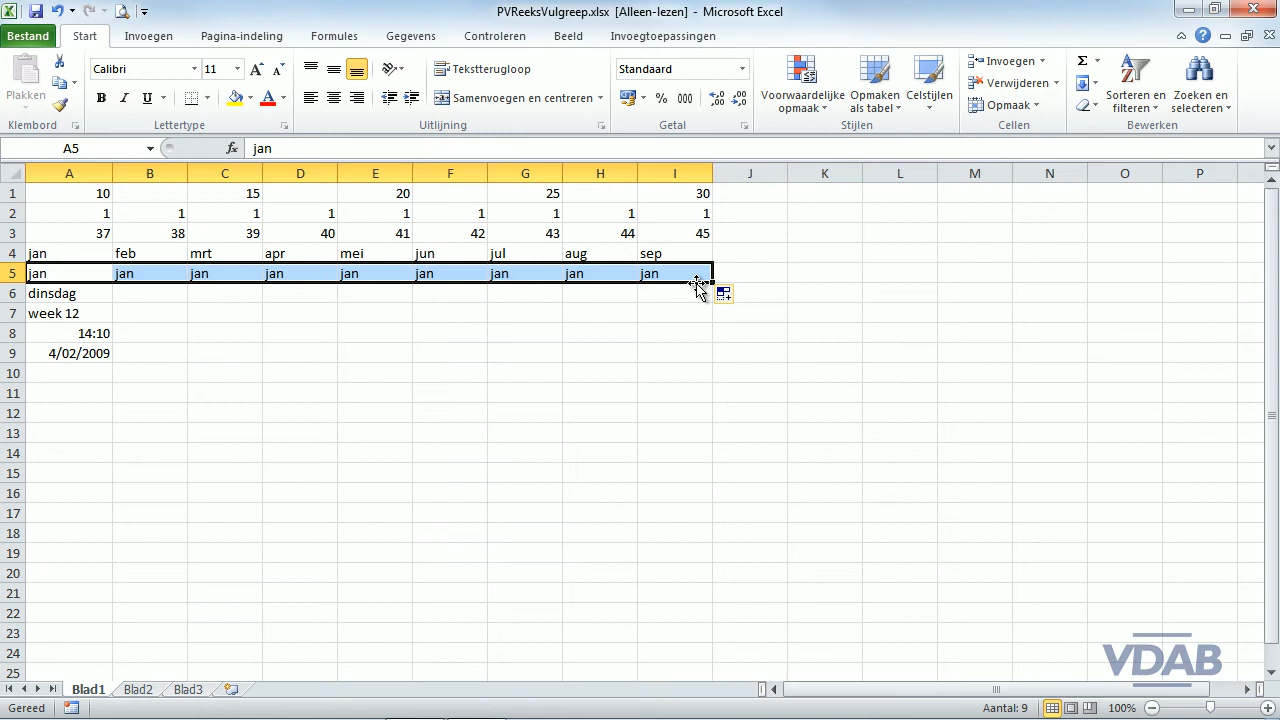 PVReeksVulgreep.xlsx [Alleen-lezen] - Microsoft Excel
Bestand Start Invoegen Pagina-indeling Formules Gegevens Controleren Beeld Invoegtoepassingen
Plakken Calibri 11 Tekstterugloop Standaard Voorwaardelijke opmaak Opmaken als tabel Celstijlen Invoegen Sorteren en filteren Zoeken en selecteren
B I U Samenvoegen en centreren % 000 Verwijderen
Opmaak
Klembord Lettertype Uitlijning Getal Stijlen Cellen Bewerken
A5 fx jan
A B C D E F G H I J K L M N O P
1 10 15 20 25 30
2 1 1 1 1 1 1 1 1 1
3 37 38 39 40 41 42 43 44 45
4 jan feb mrt apr mei jun jul aug sep
5 jan jan jan jan jan jan jan jan jan
6 dinsdag
7 week 12
8 14:10
9 4/02/2009
10
11
12
13
14
15
16
17
18
19
20
21
22
23
24
VDAB
25
Blad1 Blad2 Blad3
Gereed Aantal: 9 100%